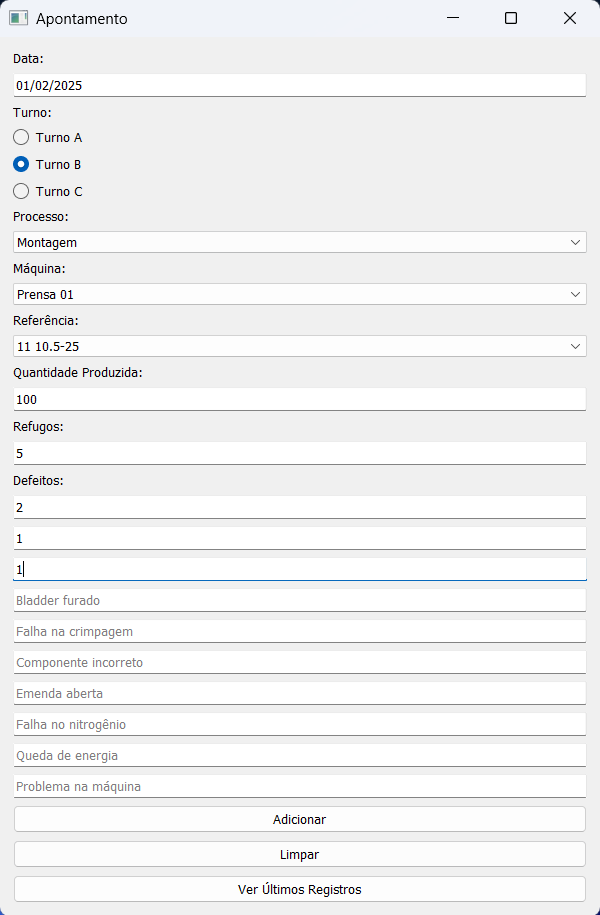 Apontamento
Data:
01/02/2025
Turno:
Turno A
Turno B
Turno C
Processo:
Montagem
Máquina:
Prensa 01
Referência:
11 10.5-25
Quantidade Produzida:
100
Refugos:
5
Defeitos:
2
1
1
Bladder furado
Falha na crimpagem
Componente incorreto
Emenda aberta
Falha no nitrogênio
Queda de energia
Problema na máquina
Adicionar
Limpar
Ver Últimos Registros